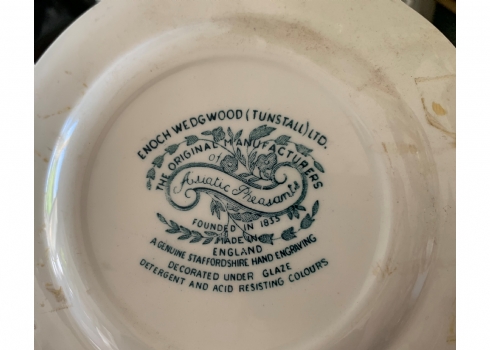 ENOCH WEDGWOOD (TUNSTALL) LTD.
THE ORIGINAL MANUFACTURERS
of
Asiatic Pheasants
FOUNDED IN 1835
MADE IN
ENGLAND
A GENUINE STAFFORDSHIRE HAND ENGRAVING
DECORATED UNDER GLAZE
DETERGENT AND ACID RESISTING COLOURS